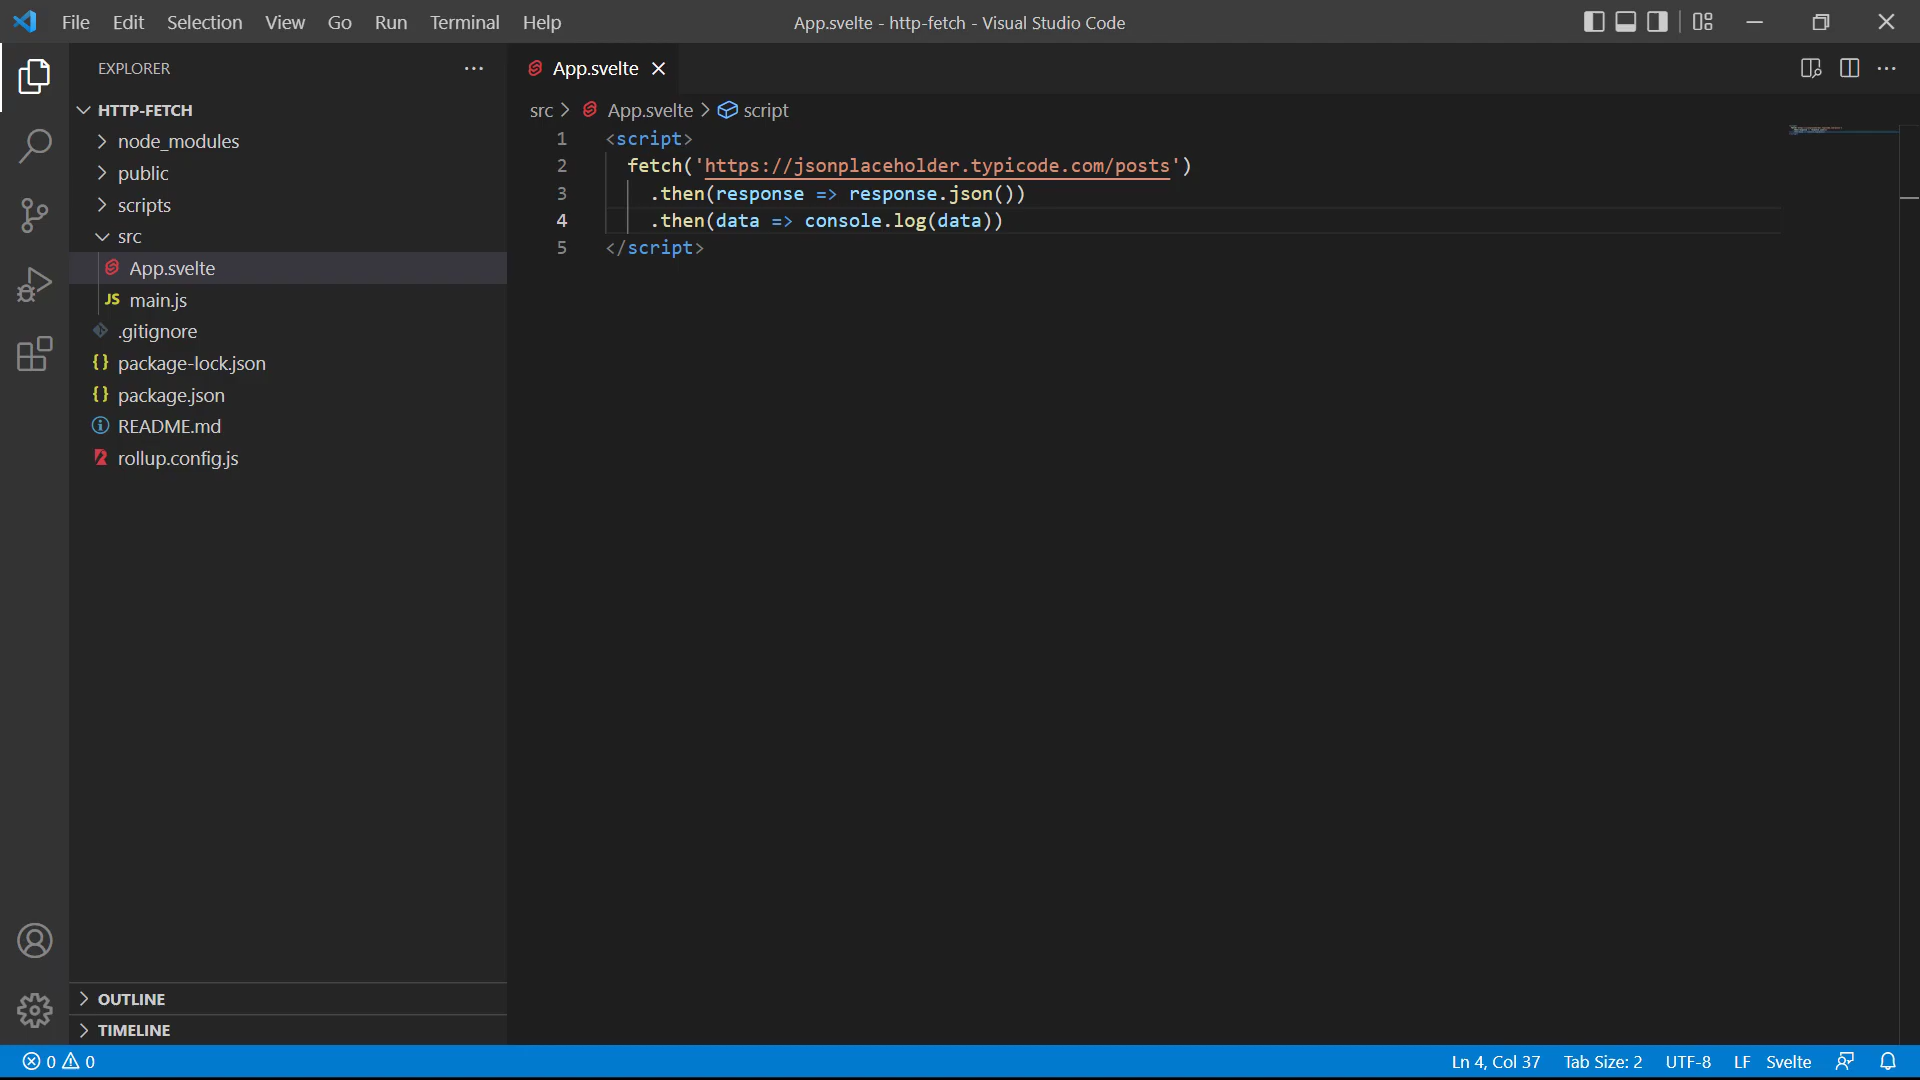 File Edit Selection View Go Run Terminal Help
App.svelte - http-fetch - Visual Studio Code
EXPLORER
HTTP-FETCH
node_modules
public
scripts
src
App.svelte
JS main.js
.gitignore
{} package-lock.json
{} package.json
README.md
rollup.config.js
OUTLINE
TIMELINE
App.svelte
src > App.svelte > script
1 <script>
2 fetch('https://jsonplaceholder.typicode.com/posts')
3 .then(response => response.json())
4 .then(data => console.log(data))
5 </script>
0 0
Ln 4, Col 37 Tab Size: 2 UTF-8 LF Svelte